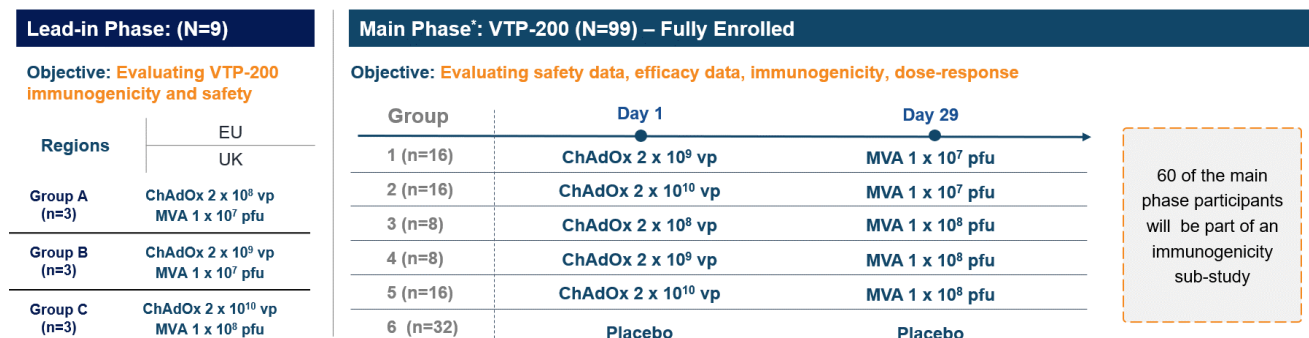 Lead-in Phase: (N=9)
Objective: Evaluating VTP-200
immunogenicity and safety
Regions
EU
UK
Group A
(n=3)
ChAdOx 2 x 10⁸ vp
MVA 1 x 10⁷ pfu
Group B
(n=3)
ChAdOx 2 x 10⁹ vp
MVA 1 x 10⁷ pfu
Group C
(n=3)
ChAdOx 2 x 10¹⁰ vp
MVA 1 x 10⁸ pfu
Main Phase*: VTP-200 (N=99) – Fully Enrolled
Objective: Evaluating safety data, efficacy data, immunogenicity, dose-response
Group Day 1 Day 29
1 (n=16) ChAdOx 2 x 10⁹ vp MVA 1 x 10⁷ pfu
2 (n=16) ChAdOx 2 x 10¹⁰ vp MVA 1 x 10⁷ pfu
3 (n=8) ChAdOx 2 x 10⁸ vp MVA 1 x 10⁸ pfu
4 (n=8) ChAdOx 2 x 10⁹ vp MVA 1 x 10⁸ pfu
5 (n=16) ChAdOx 2 x 10¹⁰ vp MVA 1 x 10⁸ pfu
6 (n=32) Placebo Placebo
60 of the main
phase participants
will be part of an
immunogenicity
sub-study